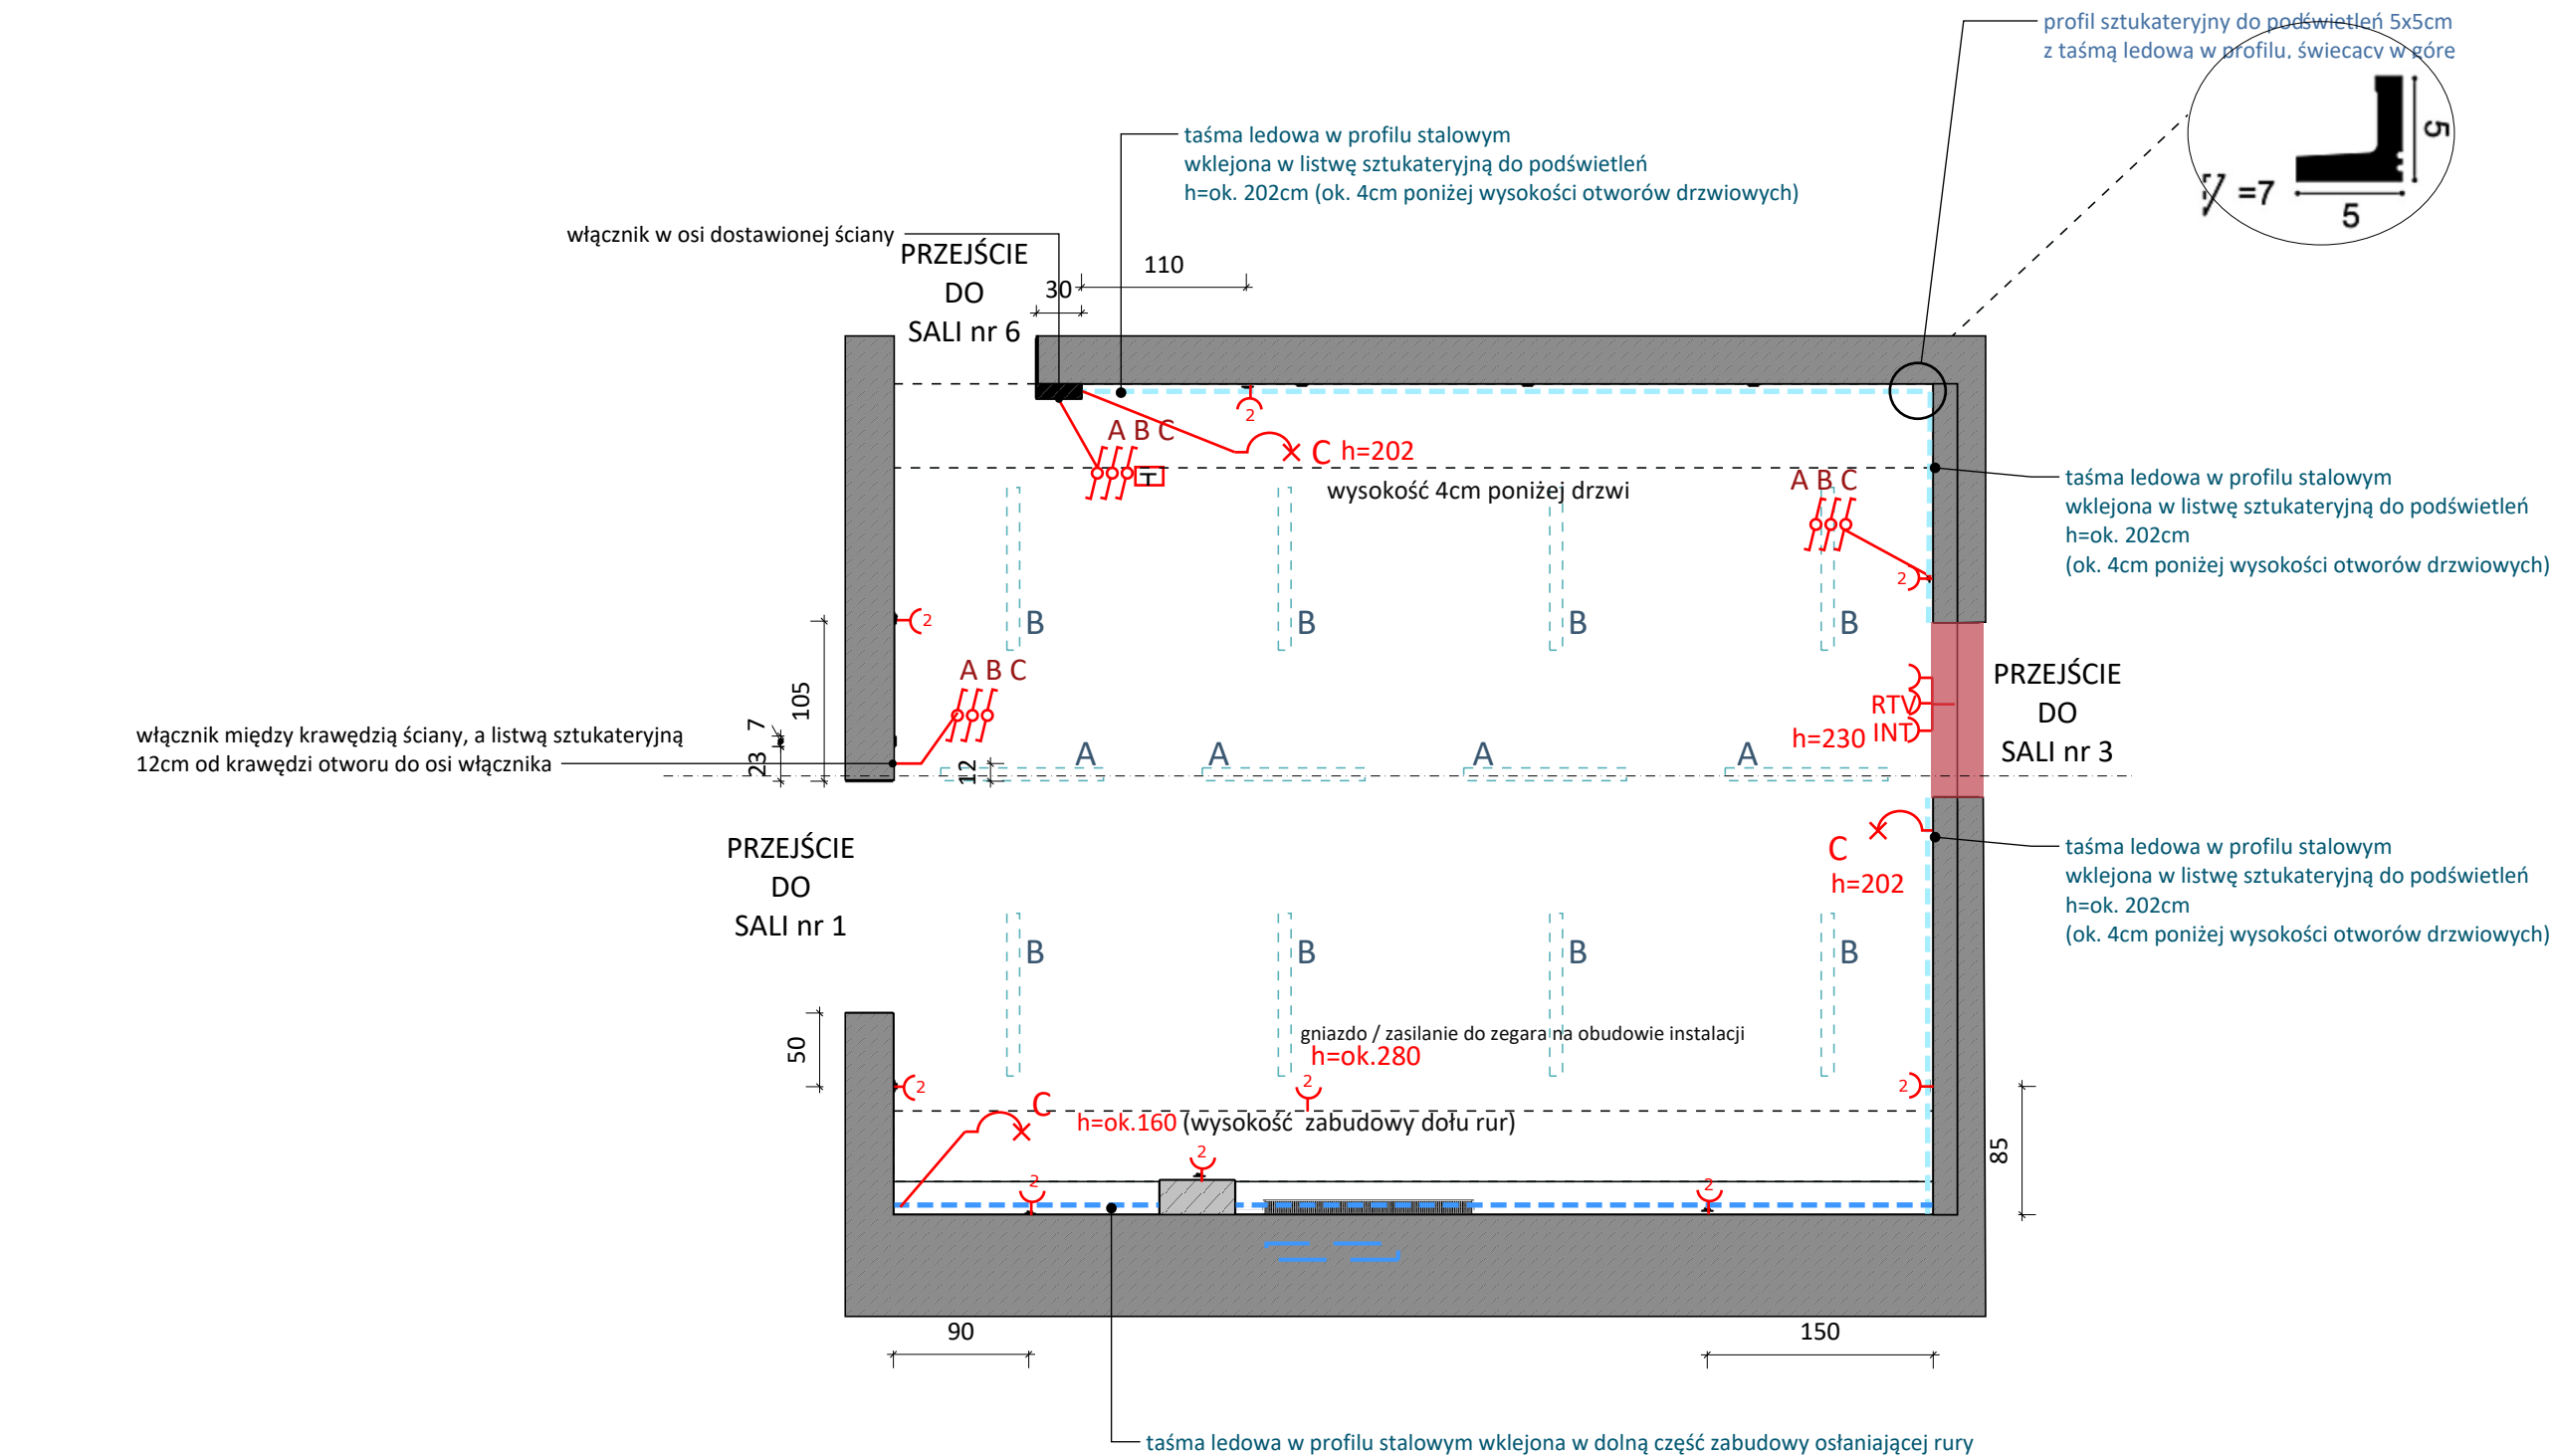 profil sztukateryjny do podświetleń 5x5cm
z taśmą ledową w profilu, świecący w górę
5
=7
5
taśma ledowa w profilu stalowym
wklejona w listwę sztukateryjną do podświetleń
h=ok. 202cm (ok. 4cm poniżej wysokości otworów drzwiowych)
włącznik w osi dostawionej ściany
PRZEJŚCIE
DO
SALI nr 6
30
110
2
A B C
T
C h=202
wysokość 4cm poniżej drzwi
A B C
2
taśma ledowa w profilu stalowym
wklejona w listwę sztukateryjną do podświetleń
h=ok. 202cm
(ok. 4cm poniżej wysokości otworów drzwiowych)
B
B
B
B
2
A B C
105
7
23
12
włącznik między krawędzią ściany, a listwą sztukateryjną
12cm od krawędzi otworu do osi włącznika
A
A
A
A
RTV
INT
h=230
PRZEJŚCIE
DO
SALI nr 3
PRZEJŚCIE
DO
SALI nr 1
C
h=202
taśma ledowa w profilu stalowym
wklejona w listwę sztukateryjną do podświetleń
h=ok. 202cm
(ok. 4cm poniżej wysokości otworów drzwiowych)
B
B
B
B
gniazdo / zasilanie do zegara na obudowie instalacji
h=ok.280
2
50
2
2
C
h=ok.160 (wysokość zabudowy dołu rur)
2
2
2
85
90
150
taśma ledowa w profilu stalowym wklejona w dolną część zabudowy osłaniającej rury